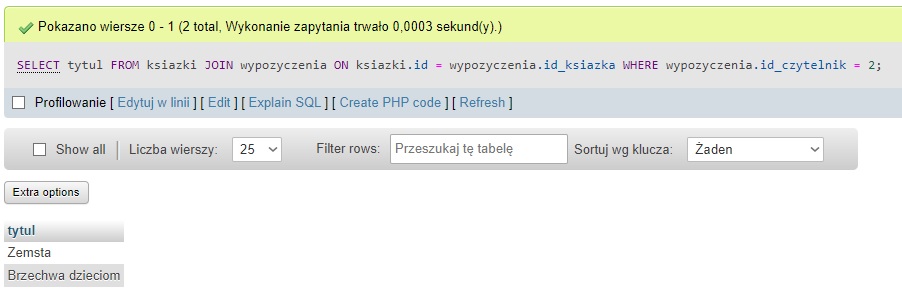 Pokazano wiersze 0 - 1 (2 total, Wykonanie zapytania trwało 0,0003 sekund(y).)
SELECT tytul FROM ksiazki JOIN wypozyczenia ON ksiazki.id = wypozyczenia.id_ksiazka WHERE wypozyczenia.id_czytelnik = 2;
Profilowanie [ Edytuj w linii ] [ Edit ] [ Explain SQL ] [ Create PHP code ] [ Refresh ]
Show all Liczba wierszy: 25 Filter rows: Przeszukaj tę tabelę Sortuj wg klucza: Żaden
Extra options
tytul
Zemsta
Brzechwa dzieciom